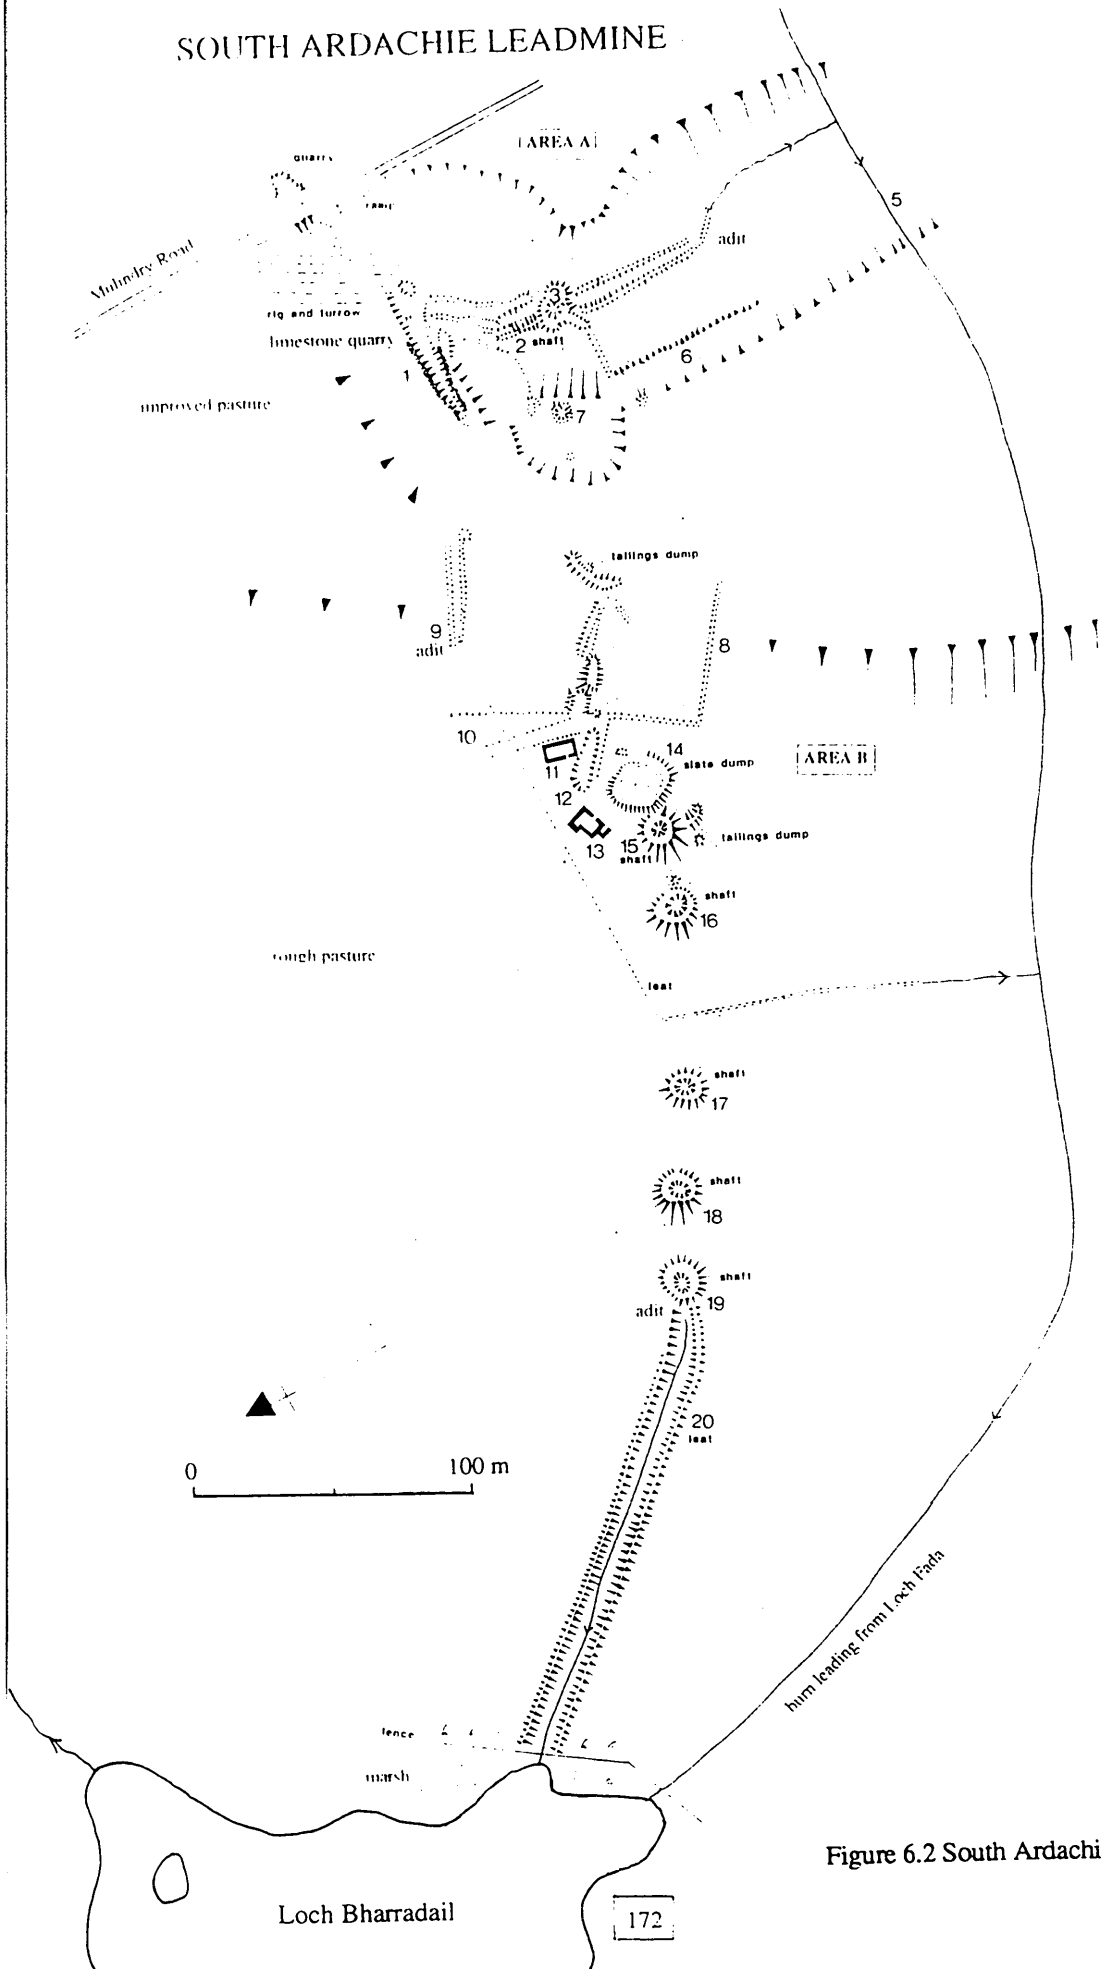 SOUTH ARDACHIE LEADMINE
AREA A
quarry
5
Mulindry Road
adit
3
rig and furrow
limestone quarry
2 shaft
1
6
improved pasture
7
tailings dump
9
adit
8
10
11
14
slate dump
AREA B
12
13
15
shaft
tailings dump
shaft
16
rough pasture
leat
shaft
17
shaft
18
shaft
19
adit
20
leat
0
100 m
burn leading from Loch Fada
fence
marsh
Figure 6.2 South Ardachi
Loch Bharradail
172